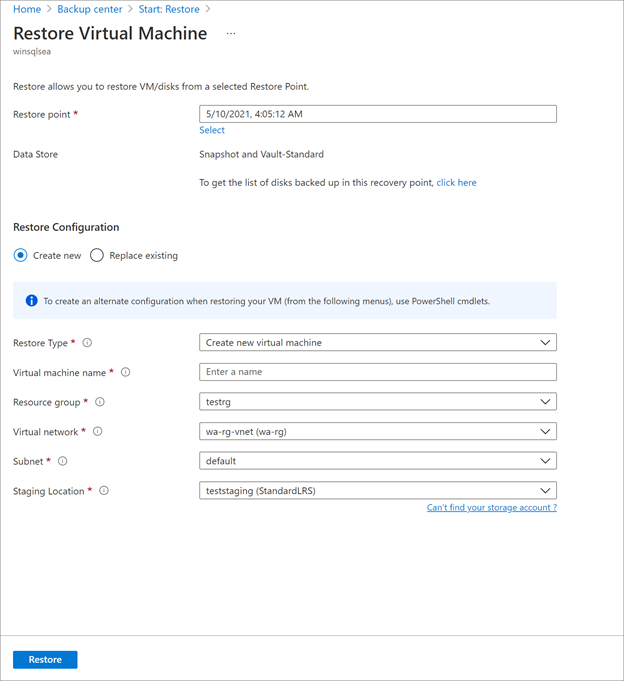 Home > Backup center > Start: Restore >
Restore Virtual Machine ...
winsqlsea
Restore allows you to restore VM/disks from a selected Restore Point.
Restore point * 5/10/2021, 4:05:12 AM
Select
Data Store Snapshot and Vault-Standard
To get the list of disks backed up in this recovery point, click here
Restore Configuration
Create new Replace existing
To create an alternate configuration when restoring your VM (from the following menus), use PowerShell cmdlets.
Restore Type * Create new virtual machine
Virtual machine name * Enter a name
Resource group * testrg
Virtual network * wa-rg-vnet (wa-rg)
Subnet * default
Staging Location * teststaging (StandardLRS)
Can't find your storage account ?
Restore